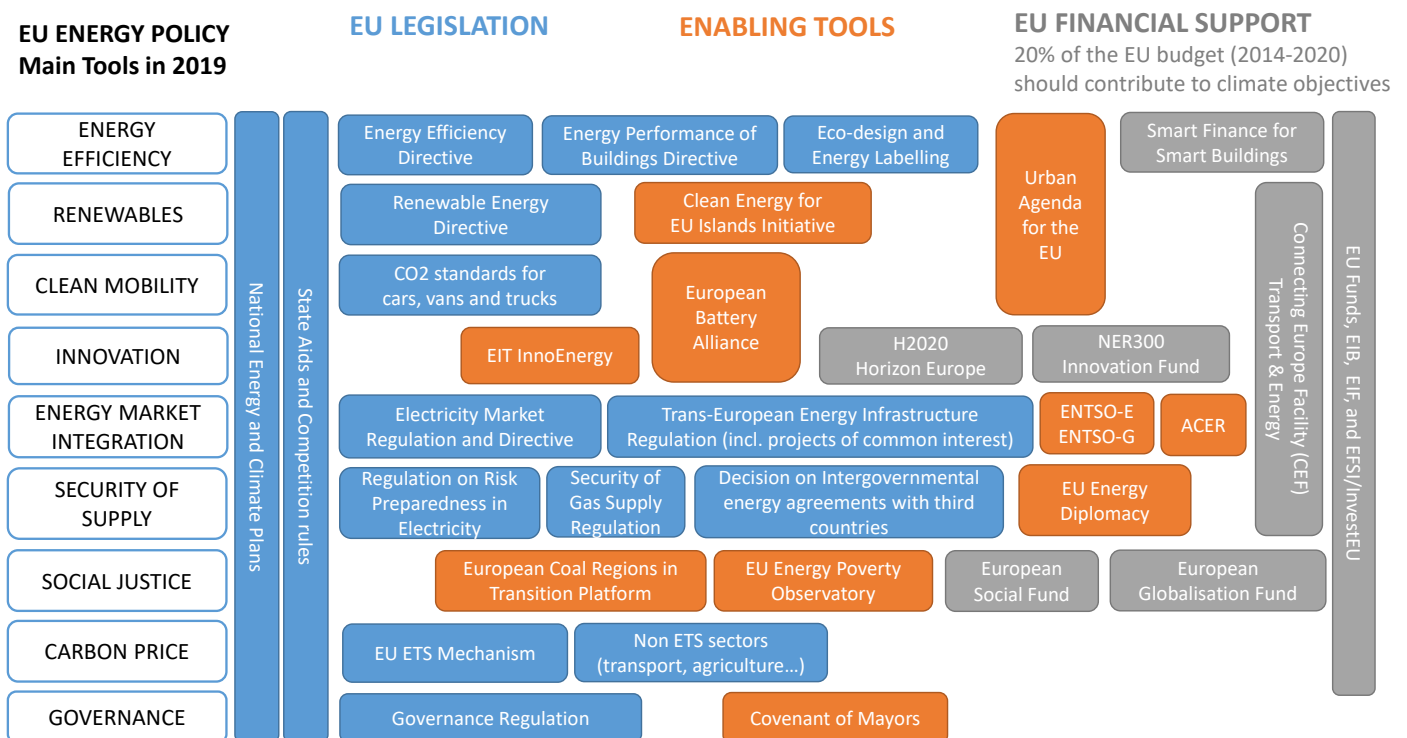 EU ENERGY POLICY
Main Tools in 2019
EU LEGISLATION
ENABLING TOOLS
EU FINANCIAL SUPPORT
20% of the EU budget (2014-2020)
should contribute to climate objectives
ENERGY
EFFICIENCY
RENEWABLES
CLEAN MOBILITY
INNOVATION
ENERGY MARKET
INTEGRATION
SECURITY OF
SUPPLY
SOCIAL JUSTICE
CARBON PRICE
GOVERNANCE
National Energy and Climate Plans
State Aids and Competition rules
Energy Efficiency
Directive
Energy Performance of
Buildings Directive
Eco-design and
Energy Labelling
Urban
Agenda
for the
EU
Smart Finance for
Smart Buildings
Renewable Energy
Directive
Clean Energy for
EU Islands Initiative
CO2 standards for
cars, vans and trucks
European
Battery
Alliance
EIT InnoEnergy
H2020
Horizon Europe
NER300
Innovation Fund
Electricity Market
Regulation and Directive
Trans-European Energy Infrastructure
Regulation (incl. projects of common interest)
ENTSO-E
ENTSO-G
ACER
Regulation on Risk
Preparedness in
Electricity
Security of
Gas Supply
Regulation
Decision on Intergovernmental
energy agreements with third
countries
EU Energy
Diplomacy
European Coal Regions in
Transition Platform
EU Energy Poverty
Observatory
European
Social Fund
European
Globalisation Fund
EU ETS Mechanism
Non ETS sectors
(transport, agriculture...)
Governance Regulation
Covenant of Mayors
Connecting Europe Facility (CEF)
Transport & Energy
EU Funds, EIB, EIF, and EFSI/InvestEU